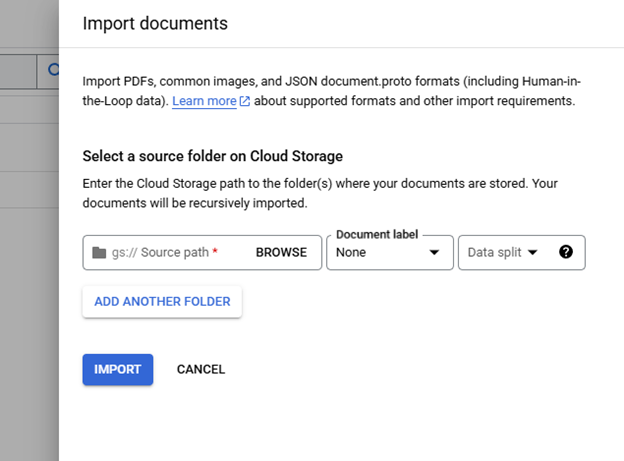 Import documents
Import PDFs, common images, and JSON document.proto formats (including Human-in-
the-Loop data). Learn more about supported formats and other import requirements.
Select a source folder on Cloud Storage
Enter the Cloud Storage path to the folder(s) where your documents are stored. Your
documents will be recursively imported.
Document label
gs:// Source path * BROWSE None Data split ?
ADD ANOTHER FOLDER
IMPORT CANCEL